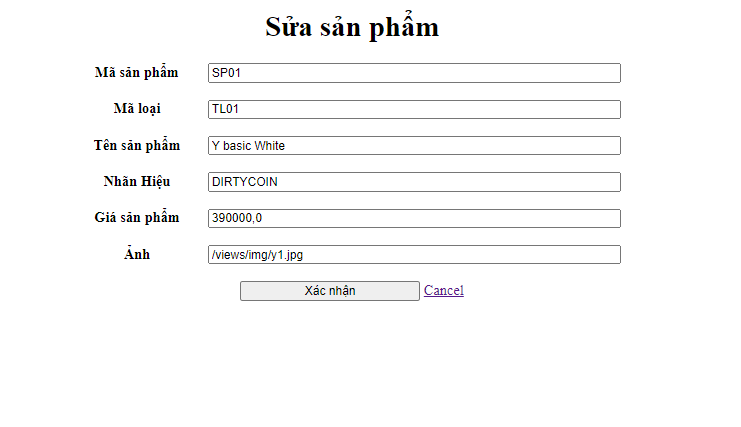 Sửa sản phẩm
Mã sản phẩm SP01
Mã loại TL01
Tên sản phẩm Y basic White
Nhãn Hiệu DIRTYCOIN
Giá sản phẩm 390000,0
Ảnh /views/img/y1.jpg
Xác nhận Cancel